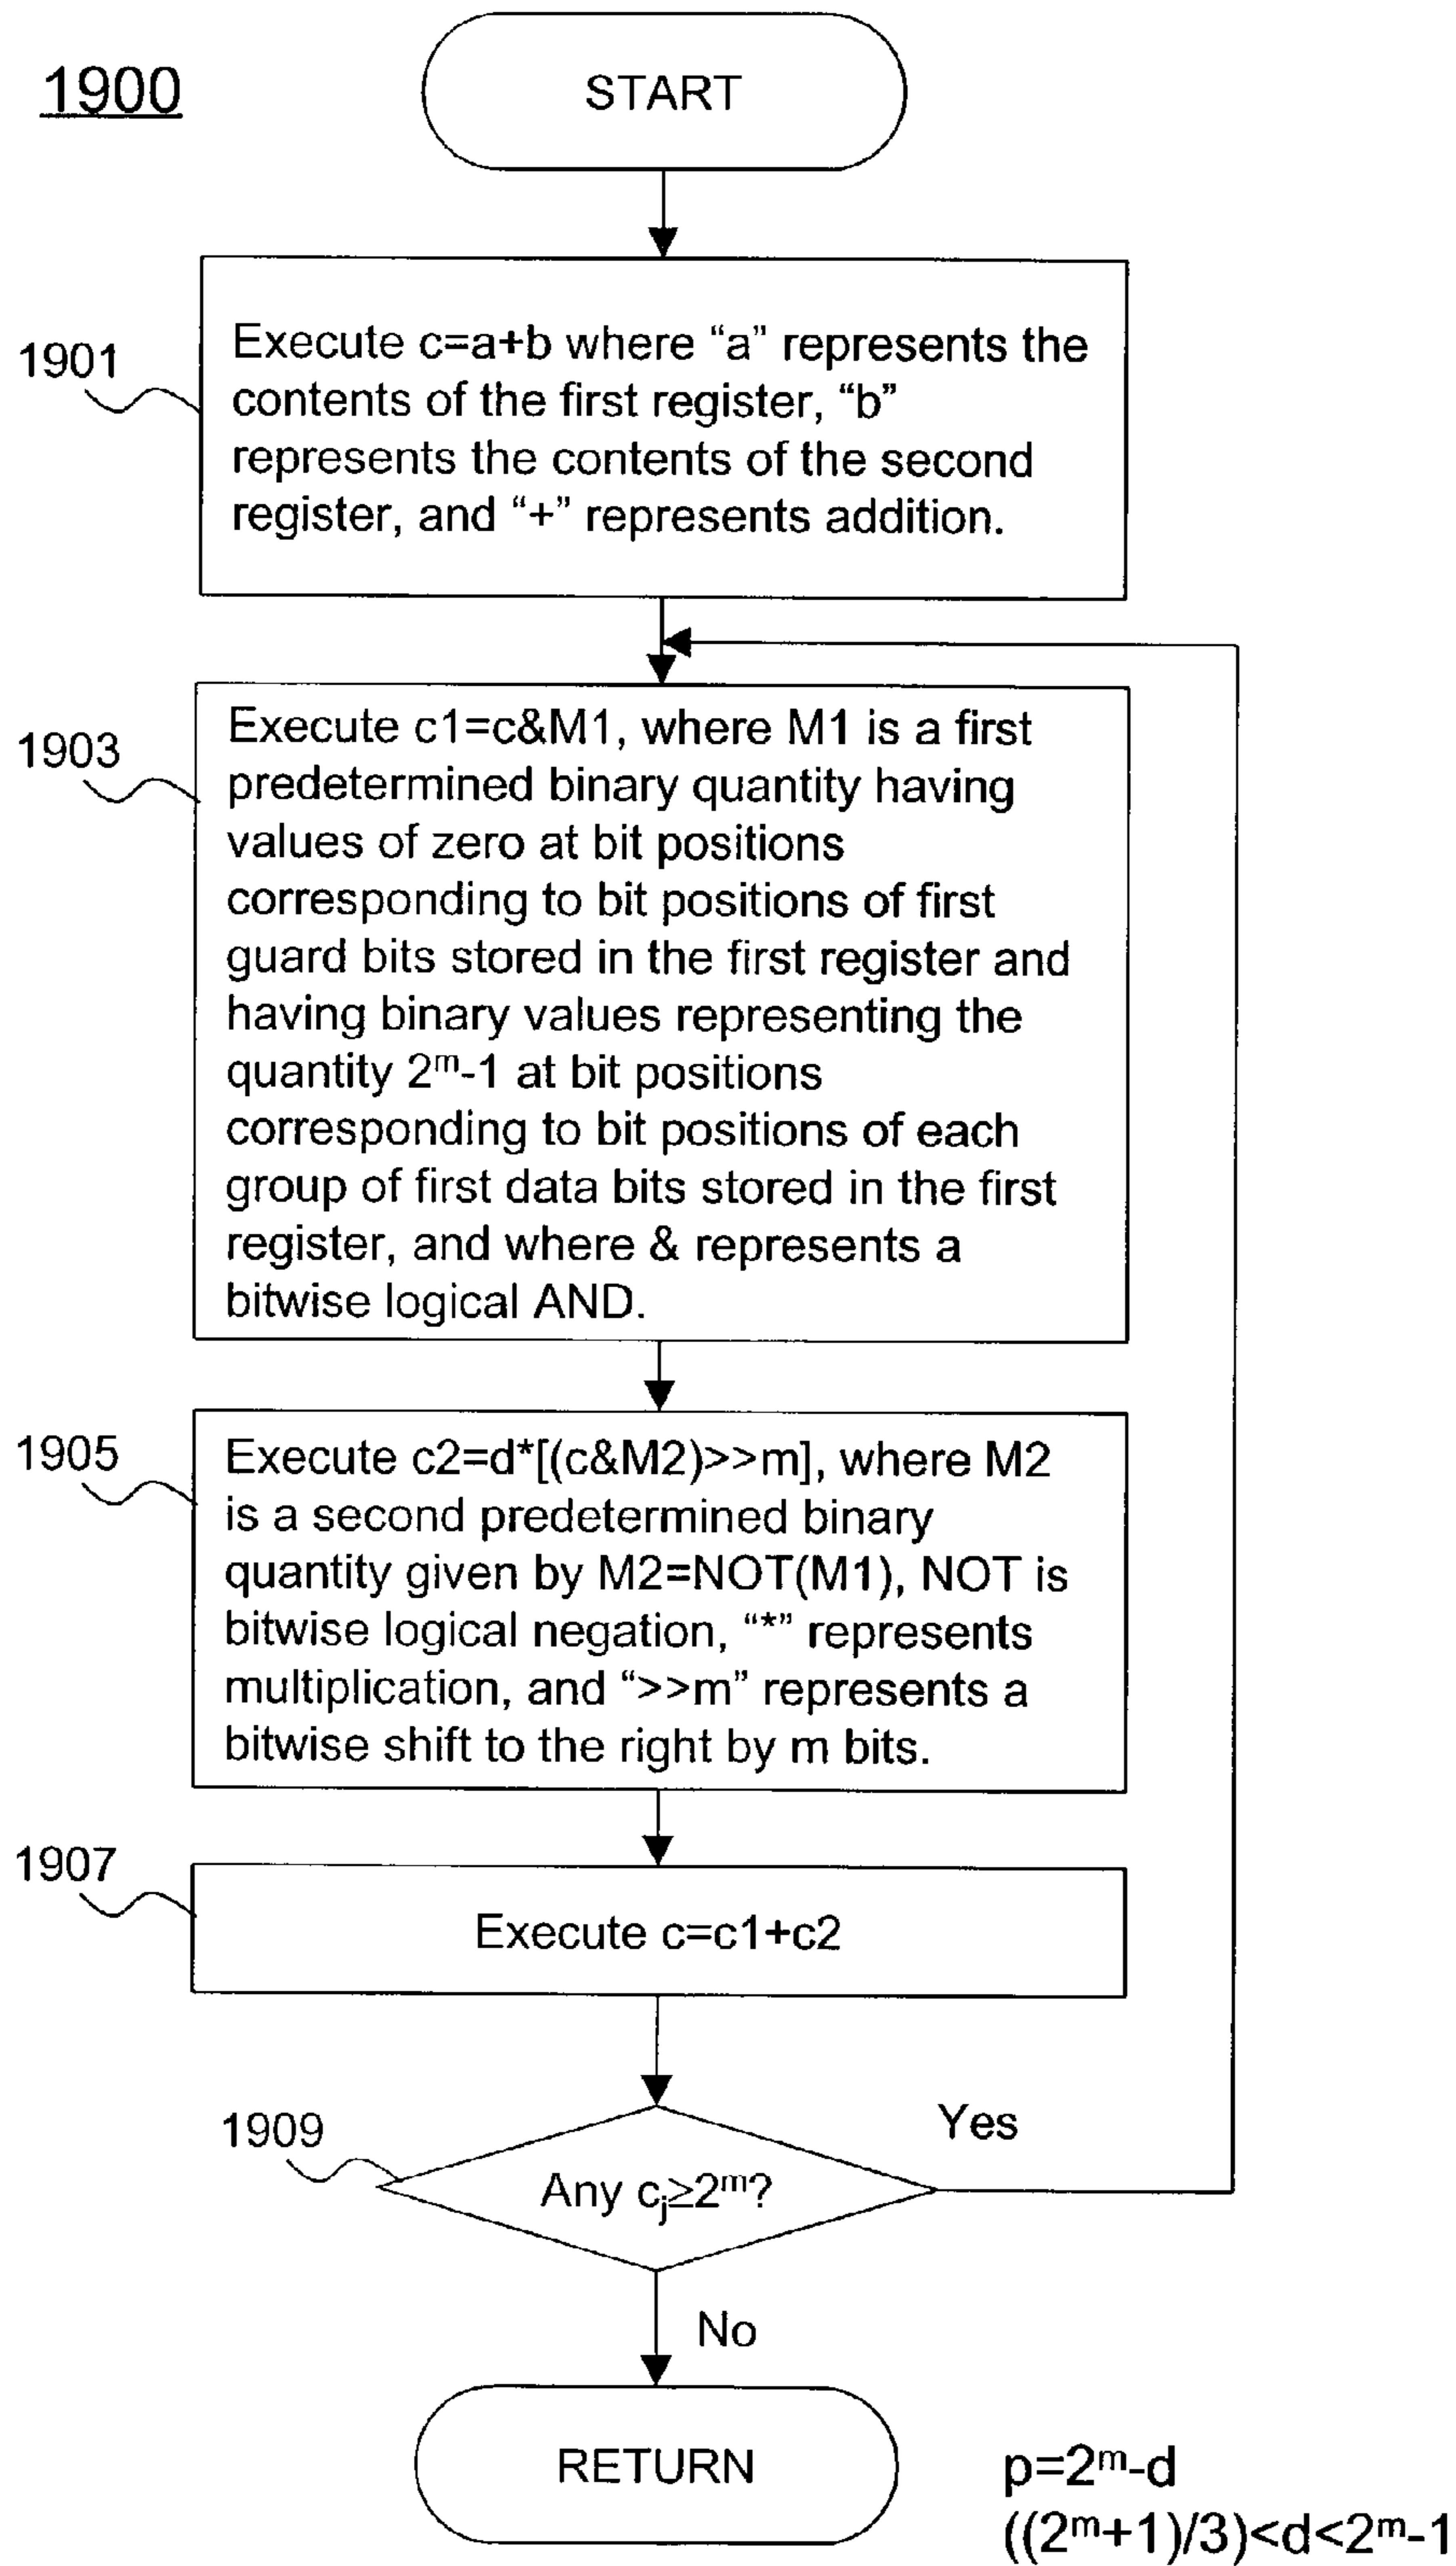 1900
START
1901
Execute c=a+b where “a” represents the
contents of the first register, “b”
represents the contents of the second
register, and “+” represents addition.
1903
Execute c1=c&M1, where M1 is a first
predetermined binary quantity having
values of zero at bit positions
corresponding to bit positions of first
guard bits stored in the first register and
having binary values representing the
quantity 2ᵐ-1 at bit positions
corresponding to bit positions of each
group of first data bits stored in the first
register, and where & represents a
bitwise logical AND.
1905
Execute c2=d*[(c&M2)>>m], where M2
is a second predetermined binary
quantity given by M2=NOT(M1), NOT is
bitwise logical negation, “*” represents
multiplication, and “>>m” represents a
bitwise shift to the right by m bits.
1907
Execute c=c1+c2
1909
Any cⱼ≥2ᵐ?
Yes
No
RETURN
p=2ᵐ-d
((2ᵐ+1)/3)<d<2ᵐ-1